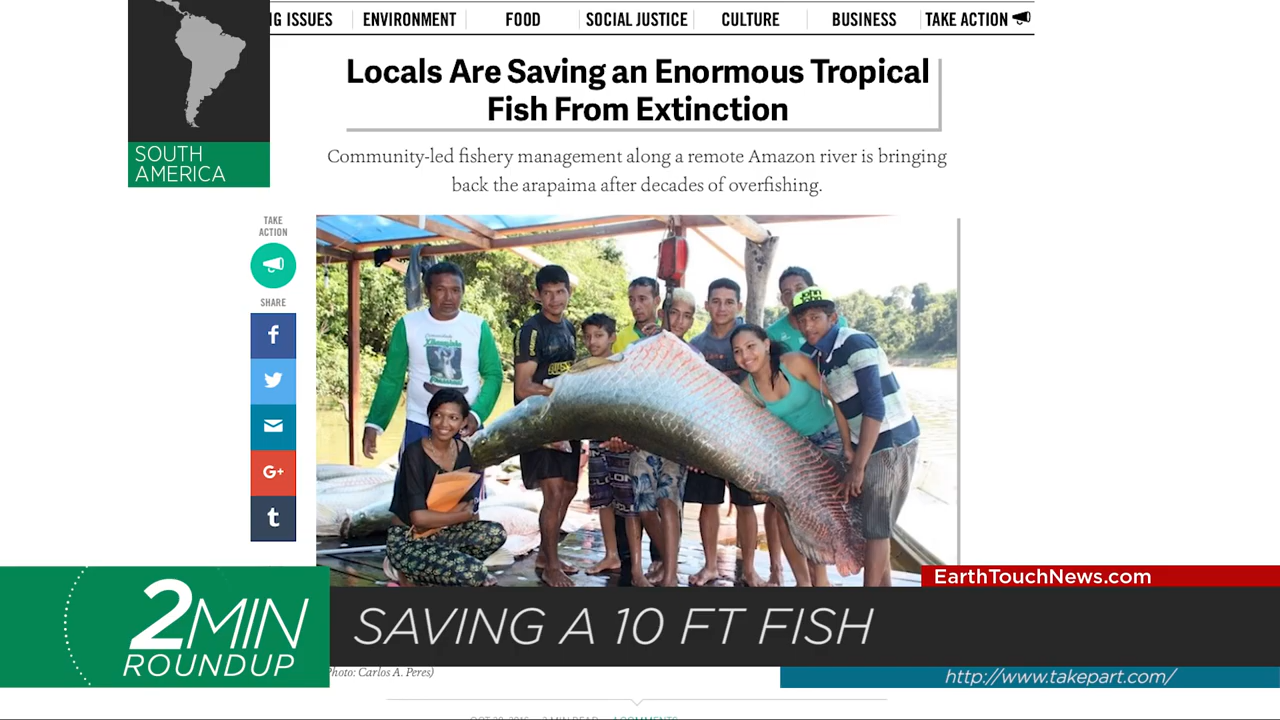 G ISSUES
ENVIRONMENT
FOOD
SOCIAL JUSTICE
CULTURE
BUSINESS
TAKE ACTION
SOUTH
AMERICA
Locals Are Saving an Enormous Tropical
Fish From Extinction
Community-led fishery management along a remote Amazon river is bringing
back the arapaima after decades of overfishing.
TAKE
ACTION
SHARE
f
G+
t
EarthTouchNews.com
2MIN
ROUNDUP
SAVING A 10 FT FISH
Photo: Carlos A. Peres)
http://www.takepart.com/